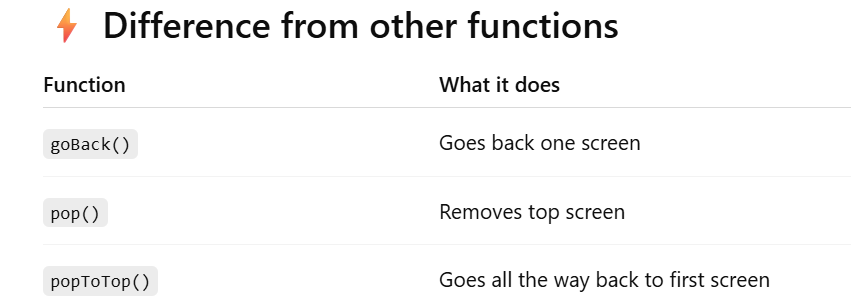 ⚡ Difference from other functions
Function What it does
goBack() Goes back one screen
pop() Removes top screen
popToTop() Goes all the way back to first screen